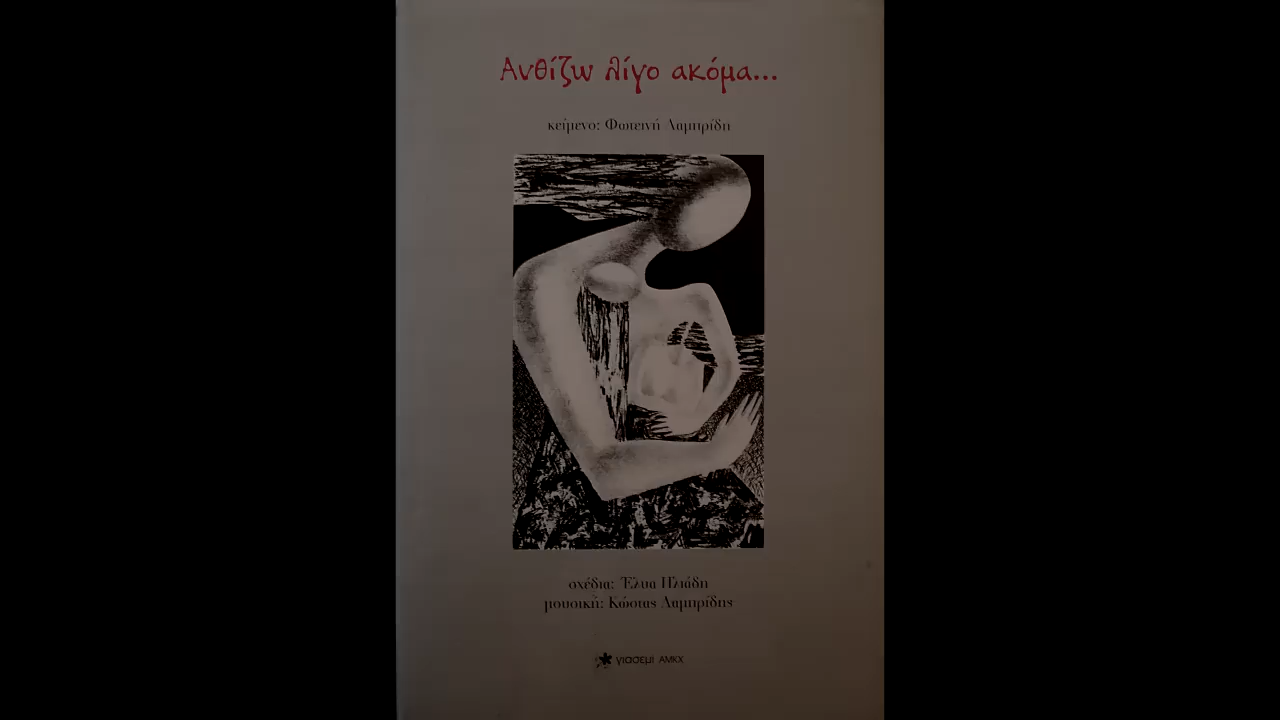 Ανθίζω λίγο ακόμα...
κείμενο: Φωτεινή Λαμπρίδη
σχέδια: Έλσα Ηλιάδη
μουσική: Κώστας Λαμπρίδης
γιασεμί ΑΜΚΧ